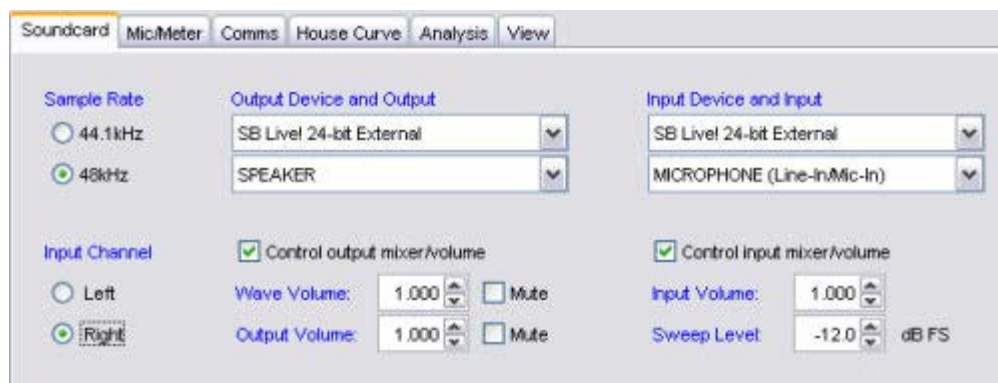 Soundcard Mic/Meter Comms House Curve Analysis View
Sample Rate Output Device and Output Input Device and Input
44.1kHz SB Live! 24-bit External SB Live! 24-bit External
48kHz SPEAKER MICROPHONE (Line-In/Mic-In)
Input Channel Control output mixer/volume Control input mixer/volume
Left Wave Volume: 1.000 Mute Input Volume: 1.000
Right Output Volume: 1.000 Mute Sweep Level: -12.0 dB FS